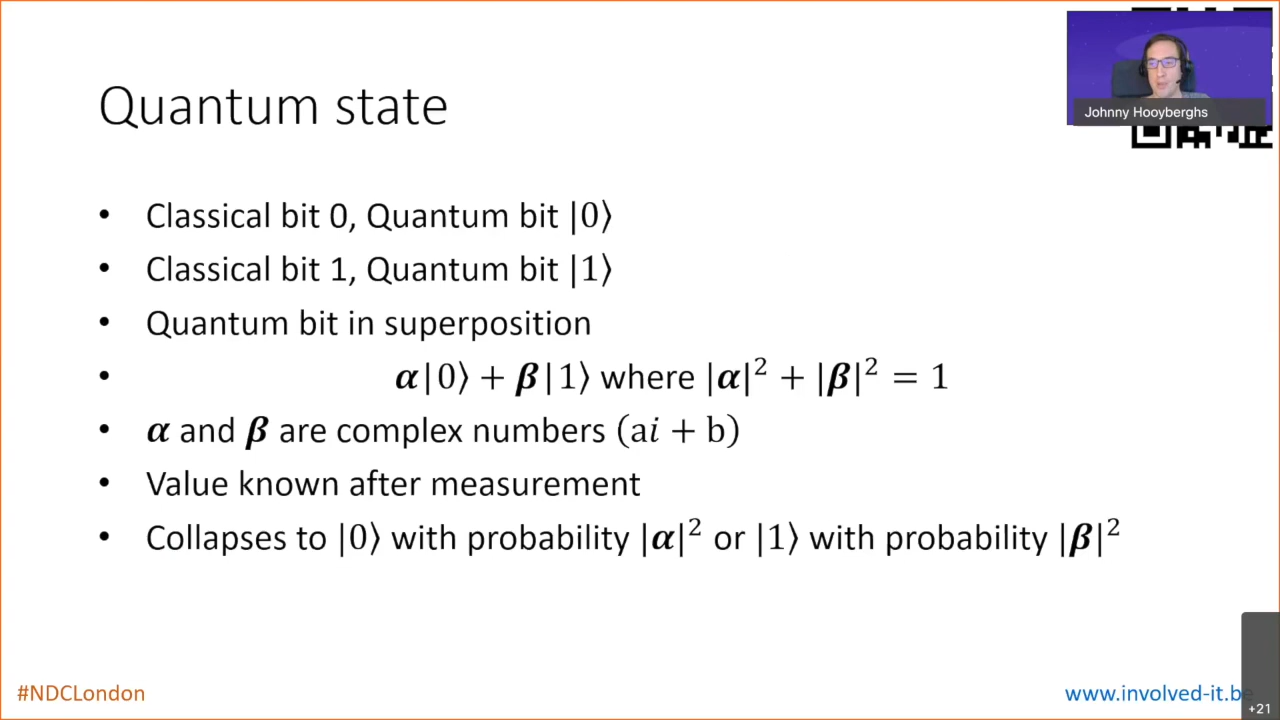 Quantum state
Johnny Hooyberghs
• Classical bit 0, Quantum bit |0⟩
• Classical bit 1, Quantum bit |1⟩
• Quantum bit in superposition
• 𝜶|0⟩ + 𝜷|1⟩ where |𝜶|² + |𝜷|² = 1
• 𝜶 and 𝜷 are complex numbers (a𝑖 + b)
• Value known after measurement
• Collapses to |0⟩ with probability |𝜶|² or |1⟩ with probability |𝜷|²
#NDCLondon
www.involved-it.be
+21